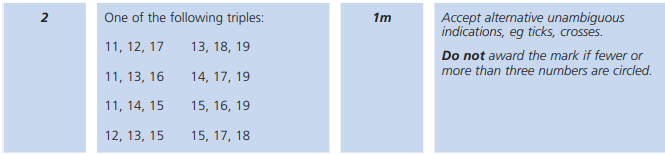 2
One of the following triples:
11, 12, 17 13, 18, 19
11, 13, 16 14, 17, 19
11, 14, 15 15, 16, 19
12, 13, 15 15, 17, 18
1m
Accept alternative unambiguous
indications, eg ticks, crosses.
Do not award the mark if fewer or
more than three numbers are circled.